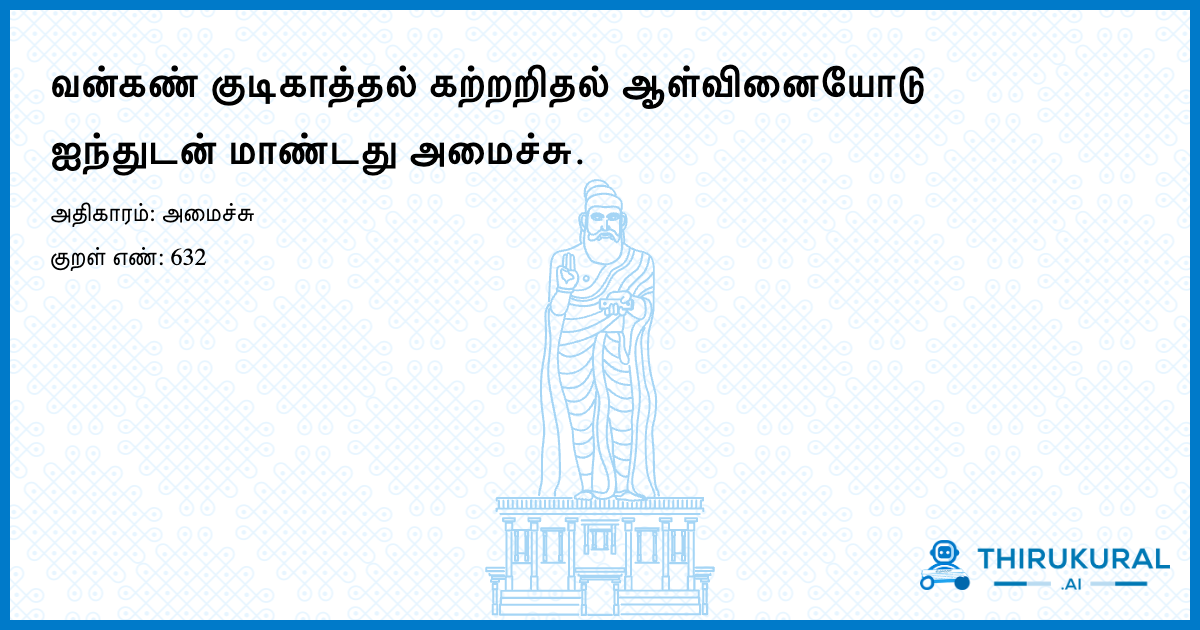 வன்கண் குடிகாத்தல் கற்றறிதல் ஆள்வினையோடு
ஐந்துடன் மாண்டது அமைச்சு.
அதிகாரம்: அமைச்சு
குறள் எண்: 632
THIRUKURAL
.AI